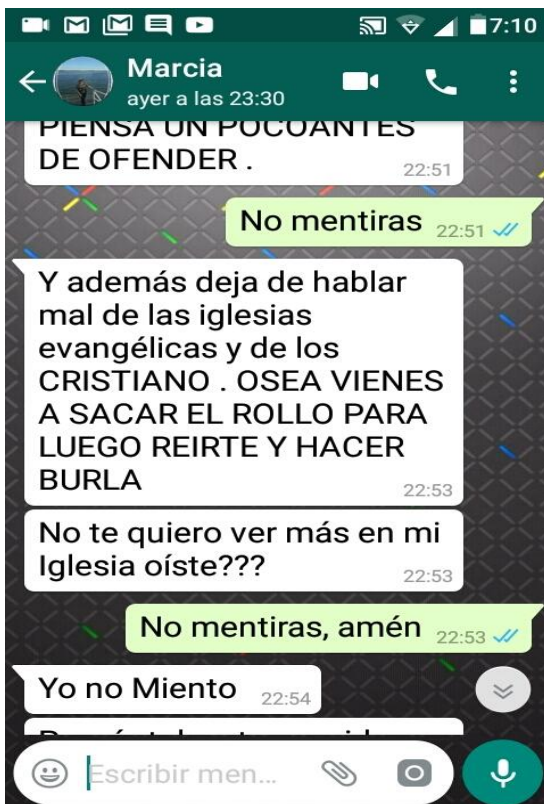 7:10
Marcia
ayer a las 23:30
PIENSA UN POCOANTES
DE OFENDER .
22:51
No mentiras 22:51
Y además deja de hablar
mal de las iglesias
evangélicas y de los
CRISTIANO . OSEA VIENES
A SACAR EL ROLLO PARA
LUEGO REIRTE Y HACER
BURLA
22:53
No te quiero ver más en mi
Iglesia oíste???
22:53
No mentiras, amén 22:53
Yo no Miento 22:54
Escribir men...